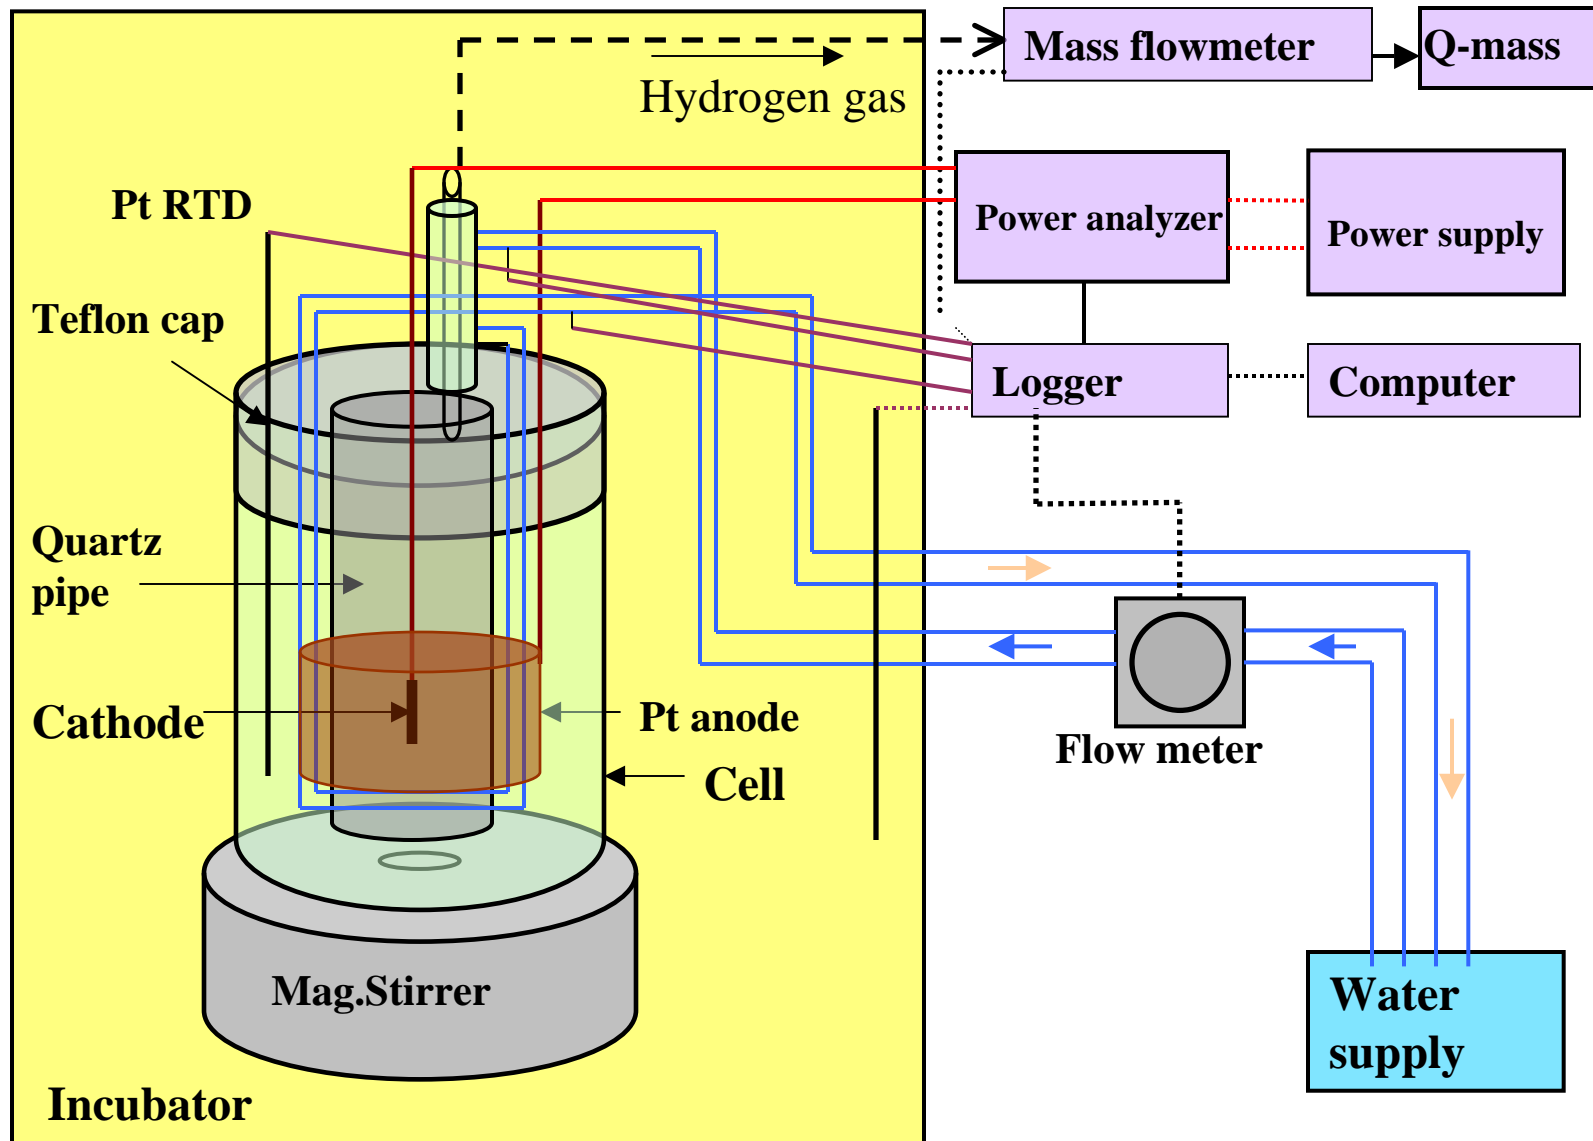 Mass flowmeter
Q-mass
Hydrogen gas
Pt RTD
Power analyzer
Power supply
Teflon cap
Logger
Computer
Quartz
pipe
Cathode
Pt anode
Flow meter
Cell
Mag.Stirrer
Water
supply
Incubator